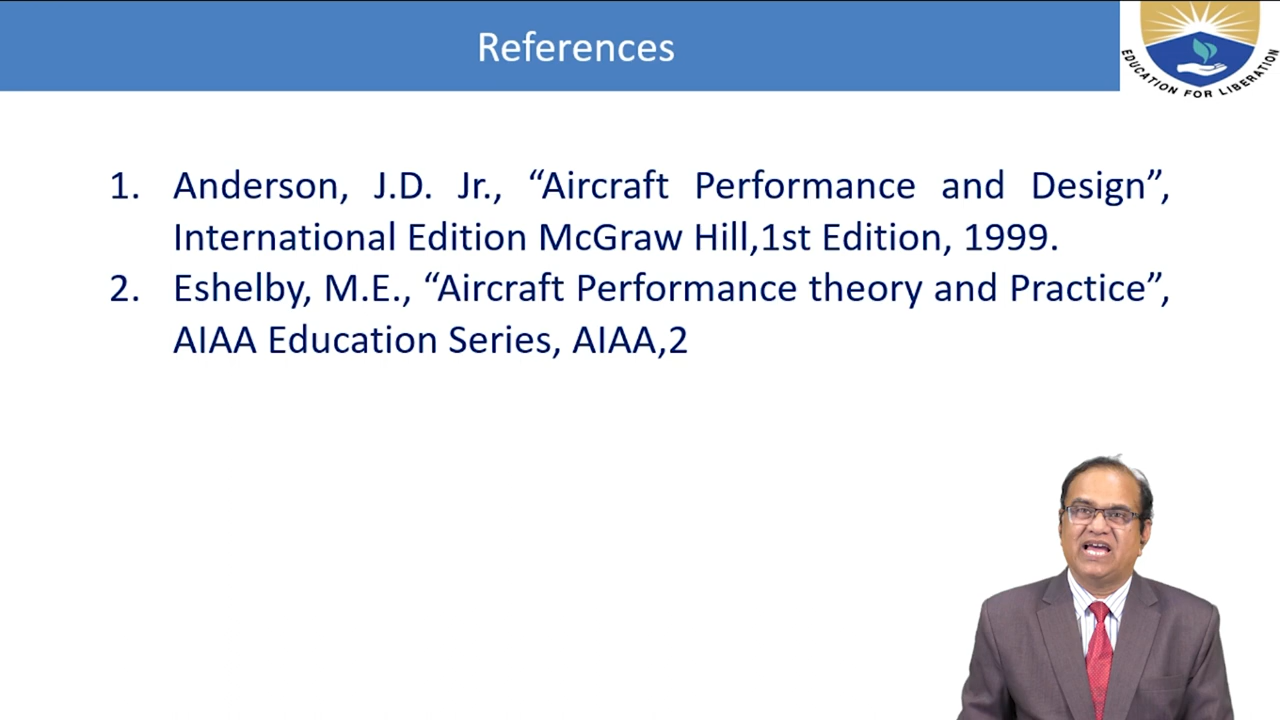 References
EDUCATION FOR LIBERATION
1. Anderson, J.D. Jr., “Aircraft Performance and Design”,
International Edition McGraw Hill,1st Edition, 1999.
2. Eshelby, M.E., “Aircraft Performance theory and Practice”,
AIAA Education Series, AIAA,2